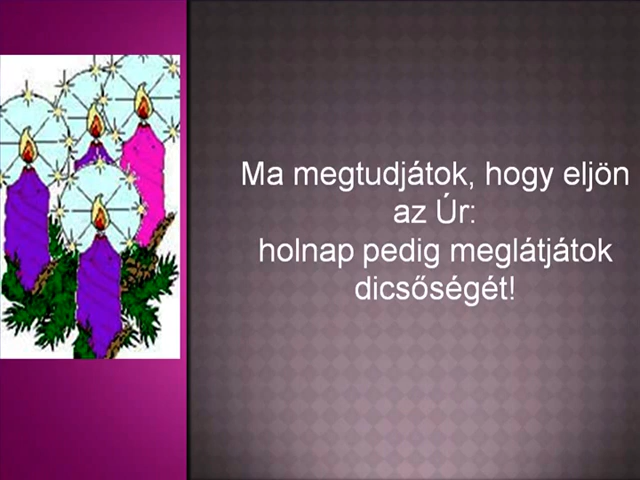 Ma megtudjátok, hogy eljön
az Úr:
holnap pedig meglátjátok
dicsőségét!